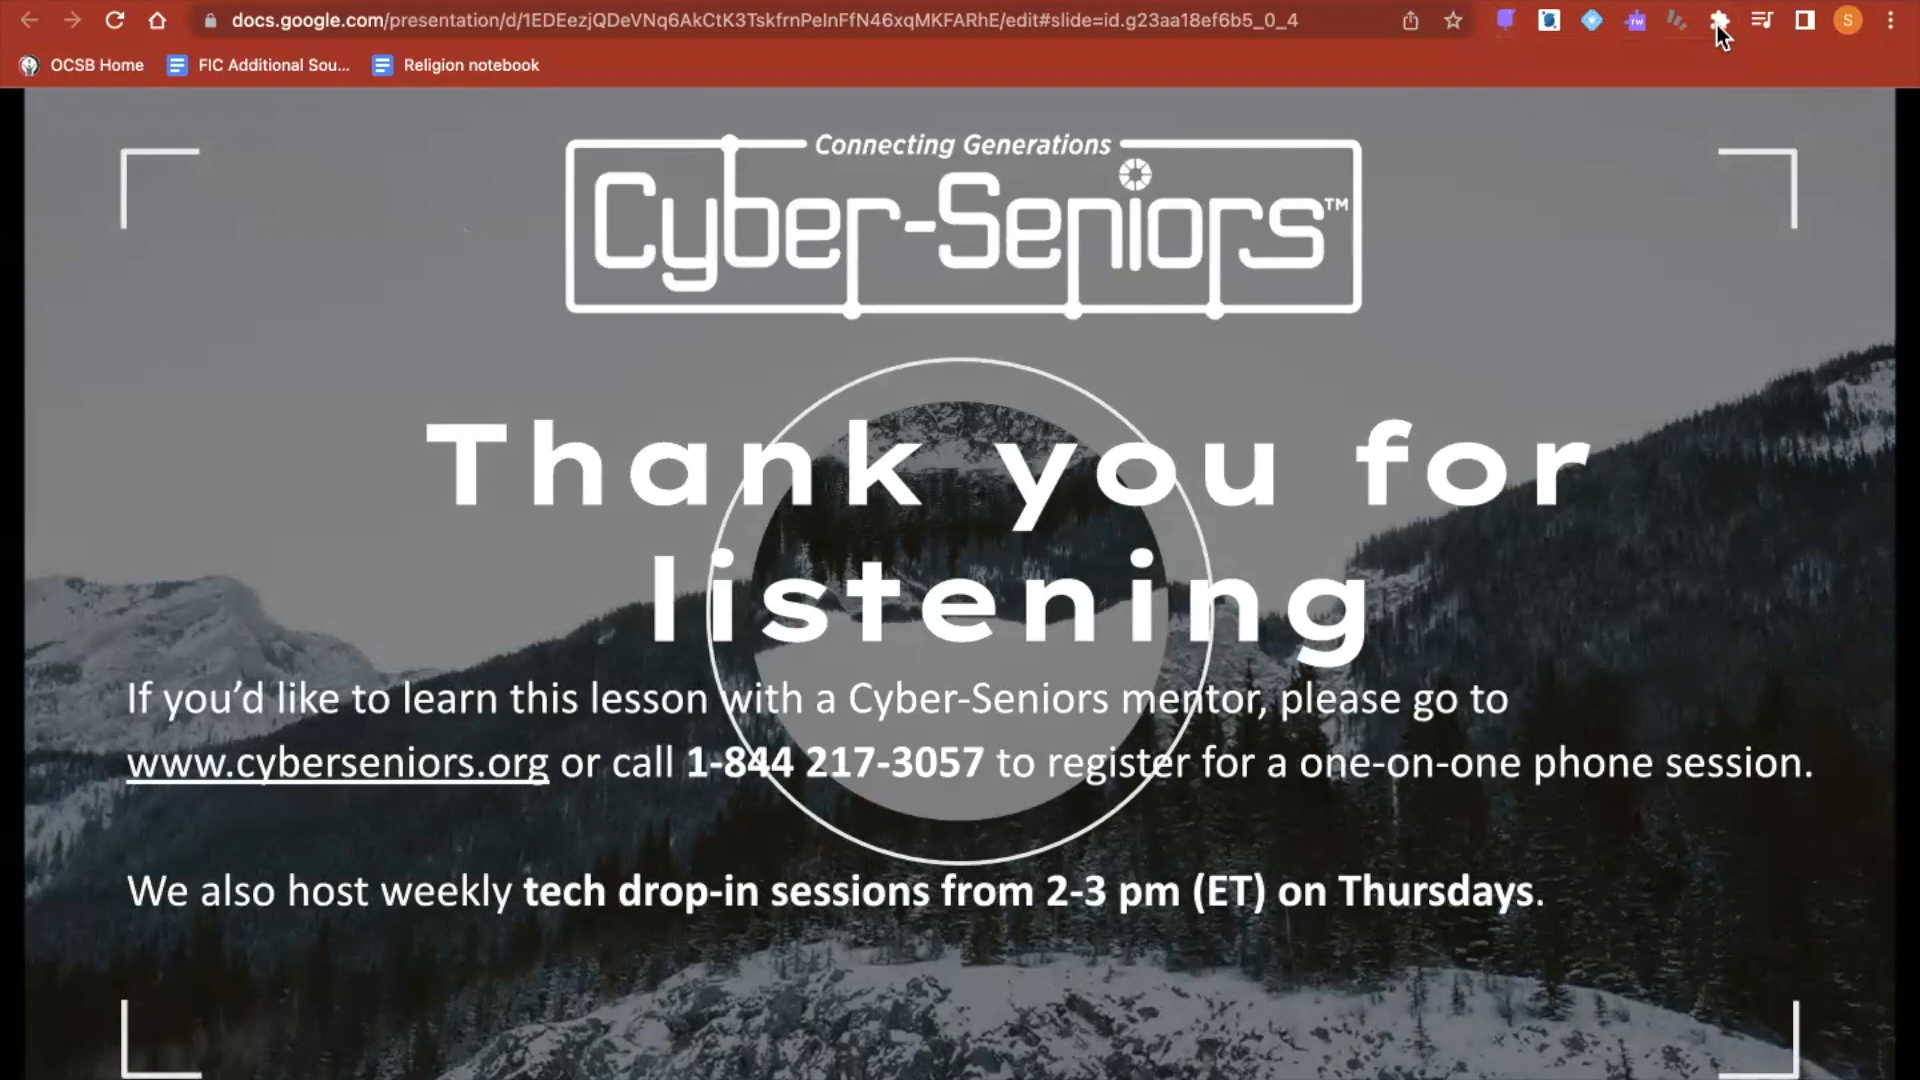 docs.google.com/presentation/d/1EDEezjQDeVNq6AkCtK3TskfrnPeInFfN46xqMKFARhE/edit#slide=id.g23aa18ef6b5_0_4
rw
S
OCSB Home FIC Additional Sou... Religion notebook
Connecting Generations
Cyber-Seniors™
Thank you for
listening
If you’d like to learn this lesson with a Cyber-Seniors mentor, please go to
www.cyberseniors.org or call 1-844 217-3057 to register for a one-on-one phone session.
We also host weekly tech drop-in sessions from 2-3 pm (ET) on Thursdays.